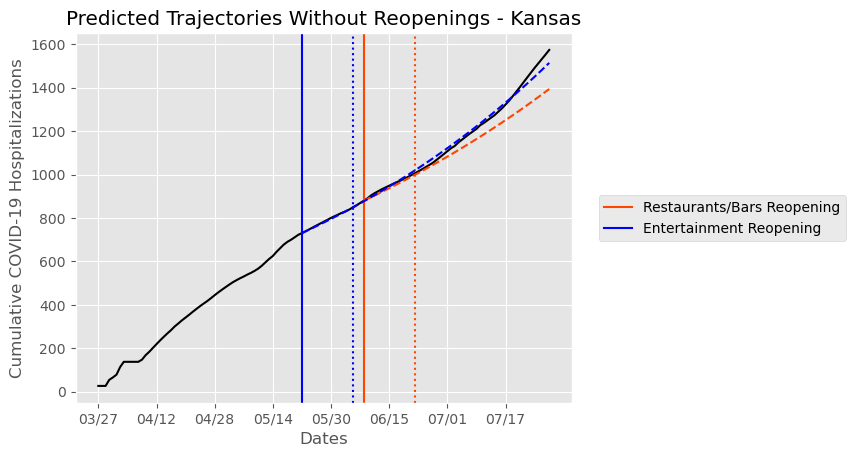 Predicted Trajectories Without Reopenings - Kansas
Cumulative COVID-19 Hospitalizations
1600
1400
1200
1000
800
600
400
200
0
03/27 04/12 04/28 05/14 05/30 06/15 07/01 07/17
Dates
Restaurants/Bars Reopening
Entertainment Reopening